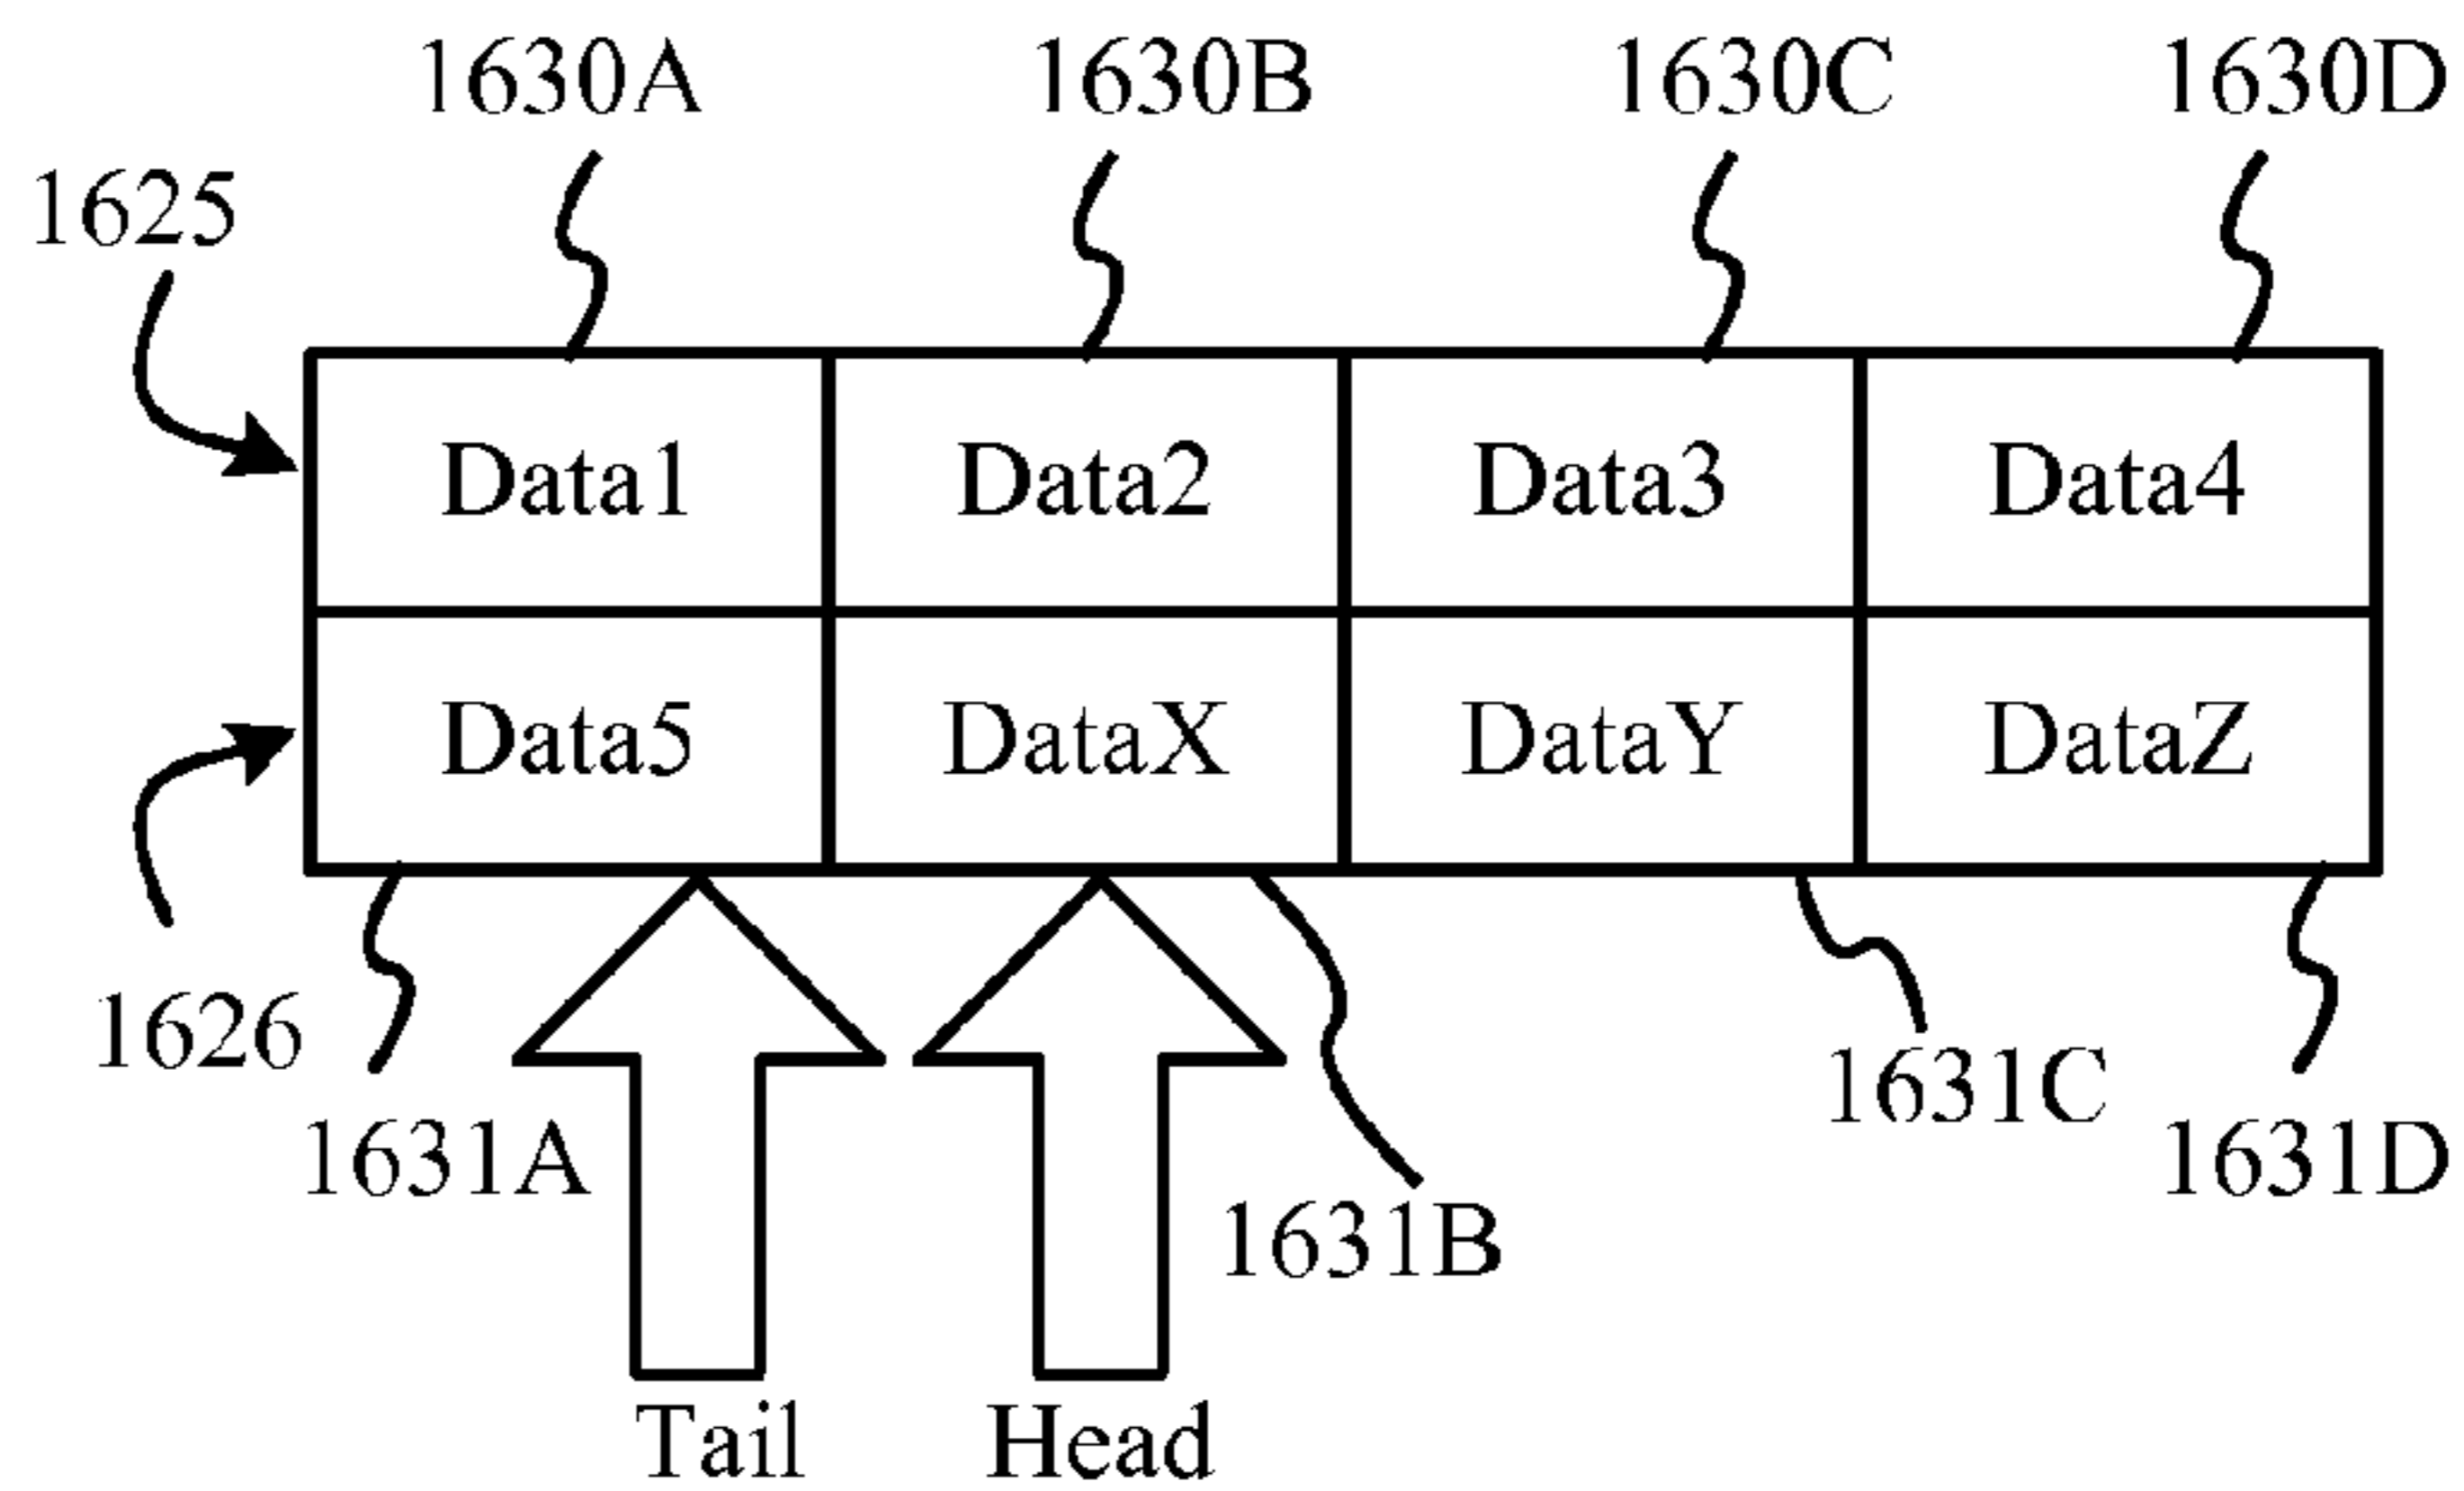 1630A 1630B 1630C 1630D
1625
Data1 Data2 Data3 Data4
Data5 DataX DataY DataZ
1626
1631A 1631B 1631C 1631D
Tail Head